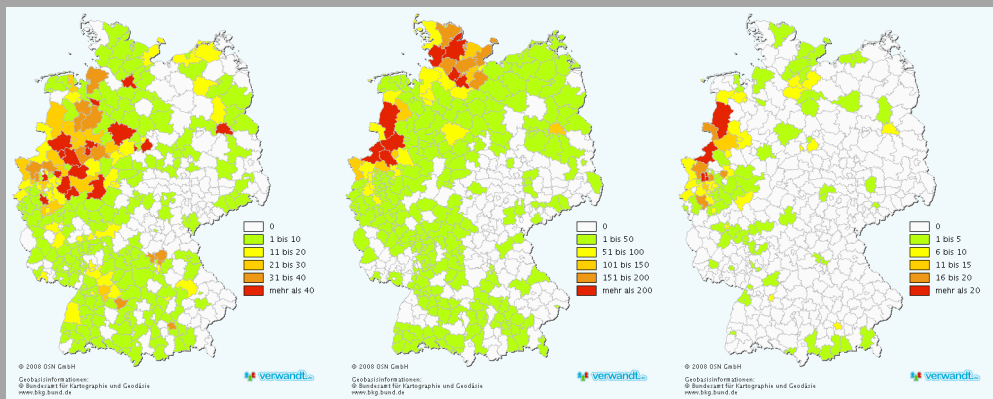 0
1 bis 10
11 bis 20
21 bis 30
31 bis 40
mehr als 40
© 2008 OSN GmbH
Geobasisinformationen:
© Bundesamt für Kartographie und Geodäsie
www.bkg.bund.de
verwandt.de
0
1 bis 50
51 bis 100
101 bis 150
151 bis 200
mehr als 200
© 2008 OSN GmbH
Geobasisinformationen:
© Bundesamt für Kartographie und Geodäsie
www.bkg.bund.de
verwandt.de
0
1 bis 5
6 bis 10
11 bis 15
16 bis 20
mehr als 20
© 2008 OSN GmbH
Geobasisinformationen:
© Bundesamt für Kartographie und Geodäsie
www.bkg.bund.de
verwandt.de